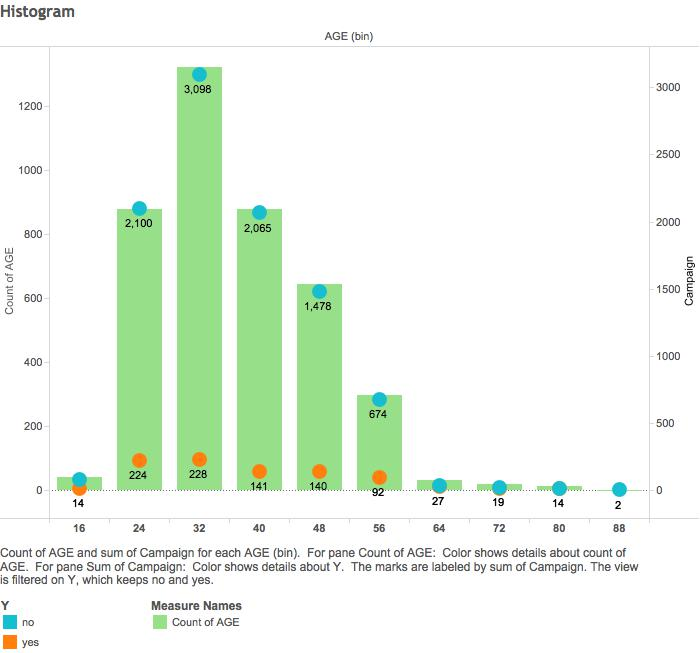 Histogram
AGE (bin)
Count of AGE
1200
1000
800
600
400
200
0
3,098
2,100
2,065
1,478
674
224
228
141
140
92
14
27
19
14
2
3000
2500
2000
1500
1000
500
0
Campaign
16 24 32 40 48 56 64 72 80 88
Count of AGE and sum of Campaign for each AGE (bin). For pane Count of AGE: Color shows details about count of
AGE. For pane Sum of Campaign: Color shows details about Y. The marks are labeled by sum of Campaign. The view
is filtered on Y, which keeps no and yes.
Y
no
yes
Measure Names
Count of AGE